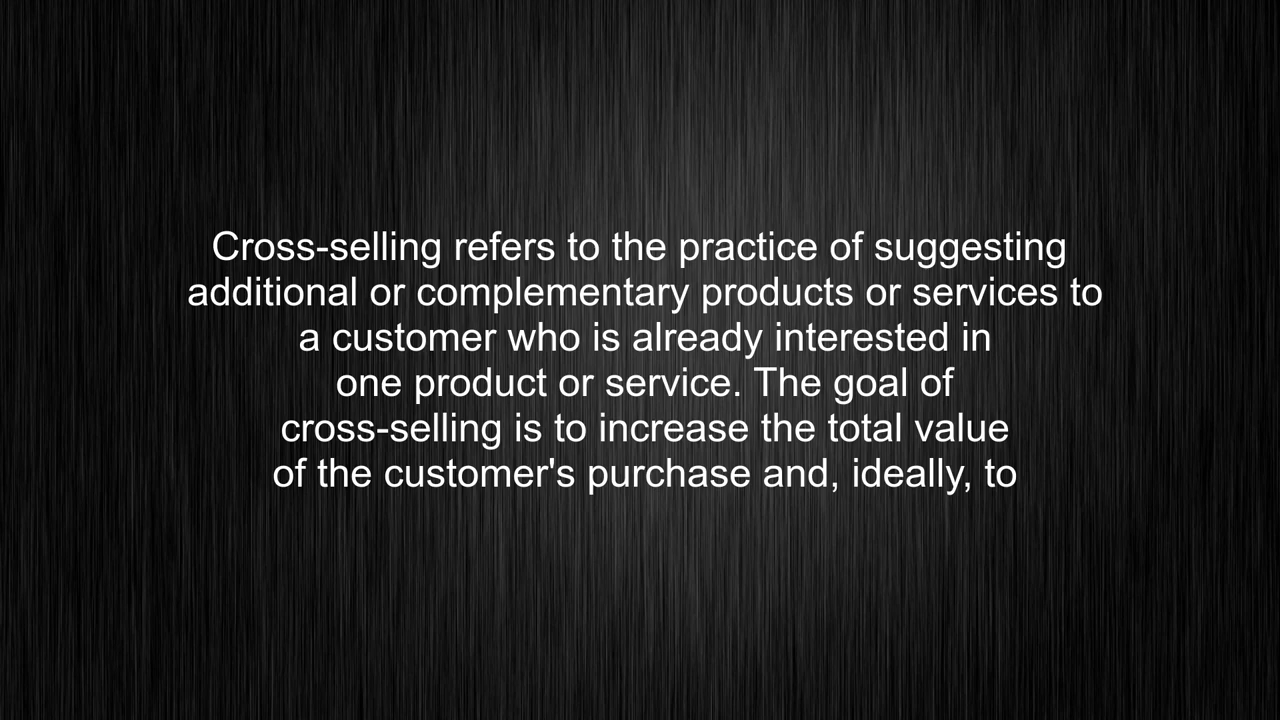 Cross-selling refers to the practice of suggesting
additional or complementary products or services to
a customer who is already interested in
one product or service. The goal of
cross-selling is to increase the total value
of the customer's purchase and, ideally, to